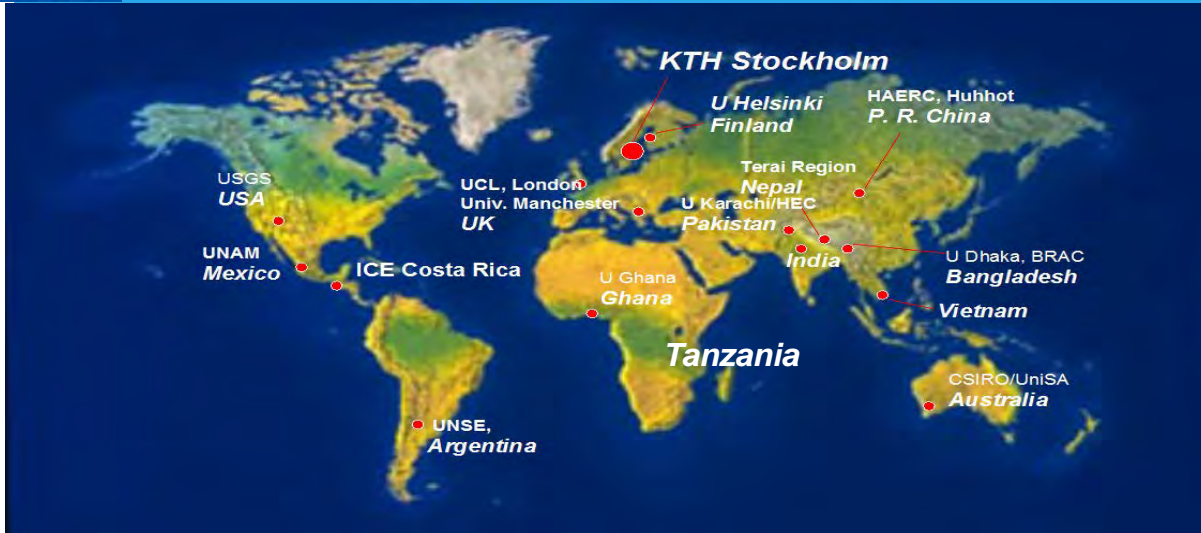 KTH Stockholm
U Helsinki
Finland
HAERC, Huhhot
P. R. China
USGS
USA
UCL, London
Univ. Manchester
UK
Terai Region
Nepal
U Karachi/HEC
Pakistan
India
U Dhaka, BRAC
Bangladesh
UNAM
Mexico
ICE Costa Rica
U Ghana
Ghana
Vietnam
Tanzania
CSIRO/UniSA
Australia
UNSE,
Argentina